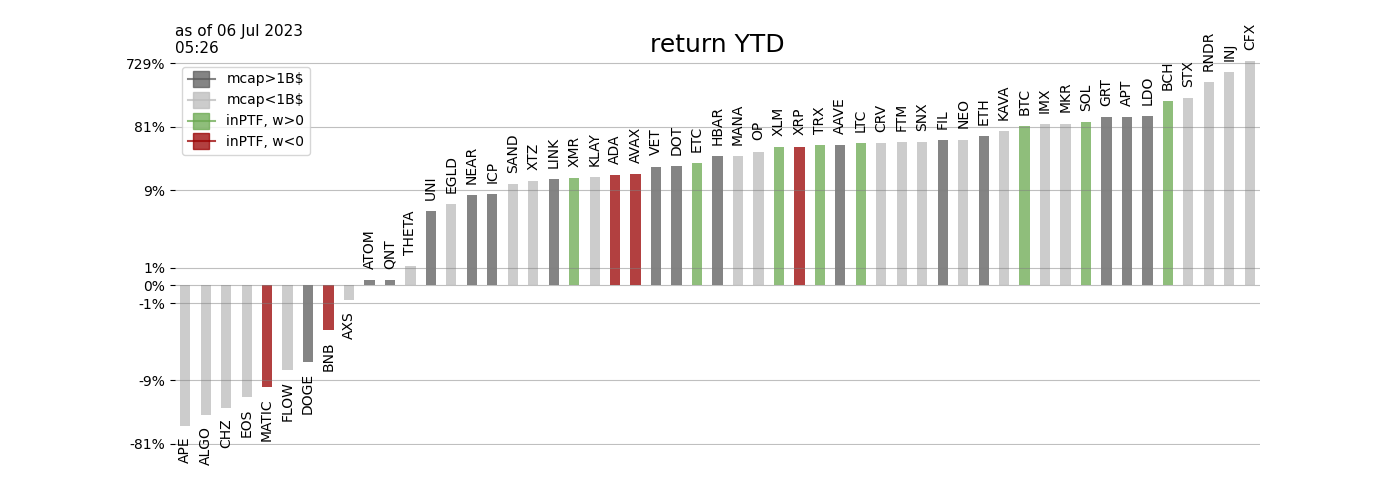 as of 06 Jul 2023
05:26
return YTD
mcap>1B$
mcap<1B$
inPTF, w>0
inPTF, w<0
729%
81%
9%
1%
0%
-1%
-9%
-81%
APE
ALGO
CHZ
EOS
MATIC
FLOW
DOGE
BNB
AXS
ATOM
QNT
THETA
UNI
EGLD
NEAR
ICP
SAND
XTZ
LINK
XMR
KLAY
ADA
AVAX
VET
DOT
ETC
HBAR
MANA
OP
XLM
XRP
TRX
AAVE
LTC
CRV
FTM
SNX
FIL
NEO
ETH
KAVA
BTC
IMX
MKR
SOL
GRT
APT
LDO
BCH
STX
RNDR
INJ
CFX